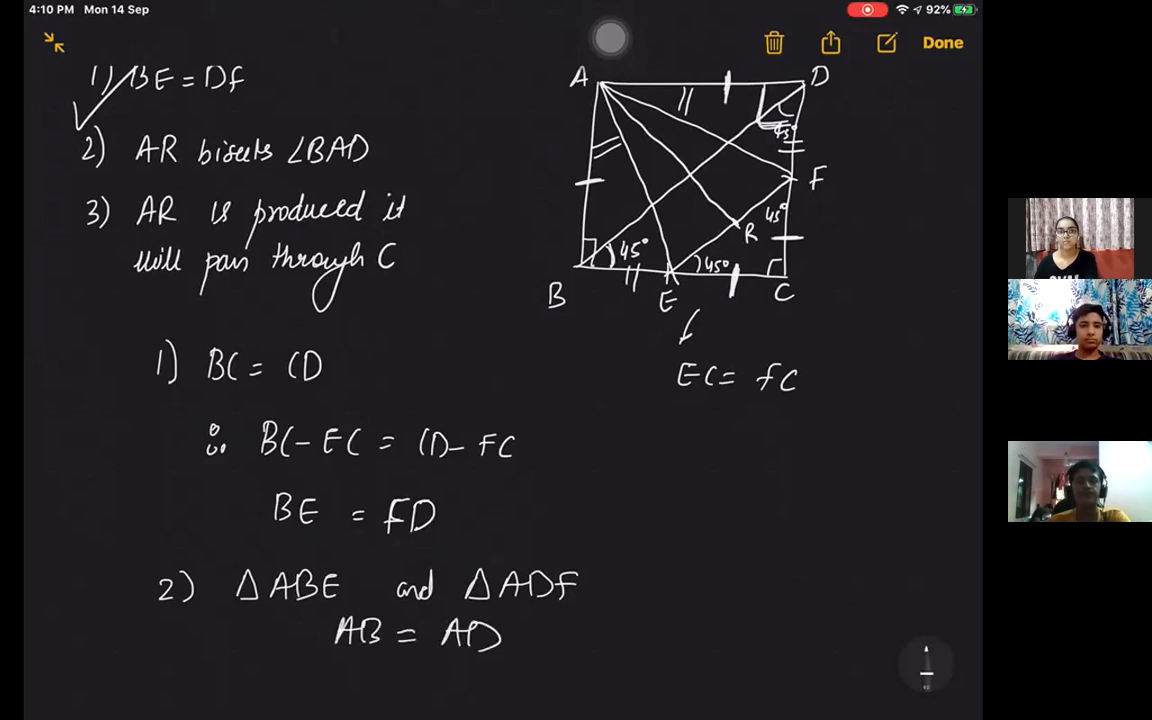 4:10 PM Mon 14 Sep
92%
Done
1) BE = DF
2) AR bisects ∠BAD
3) AR is produced it
will pass through C
A
D
45°
F
45°
R
45°
45°
B
E
C
EC = FC
1) BC = CD
∴ BC - EC = CD - FC
BE = FD
2) △ABE and △ADF
AB = AD